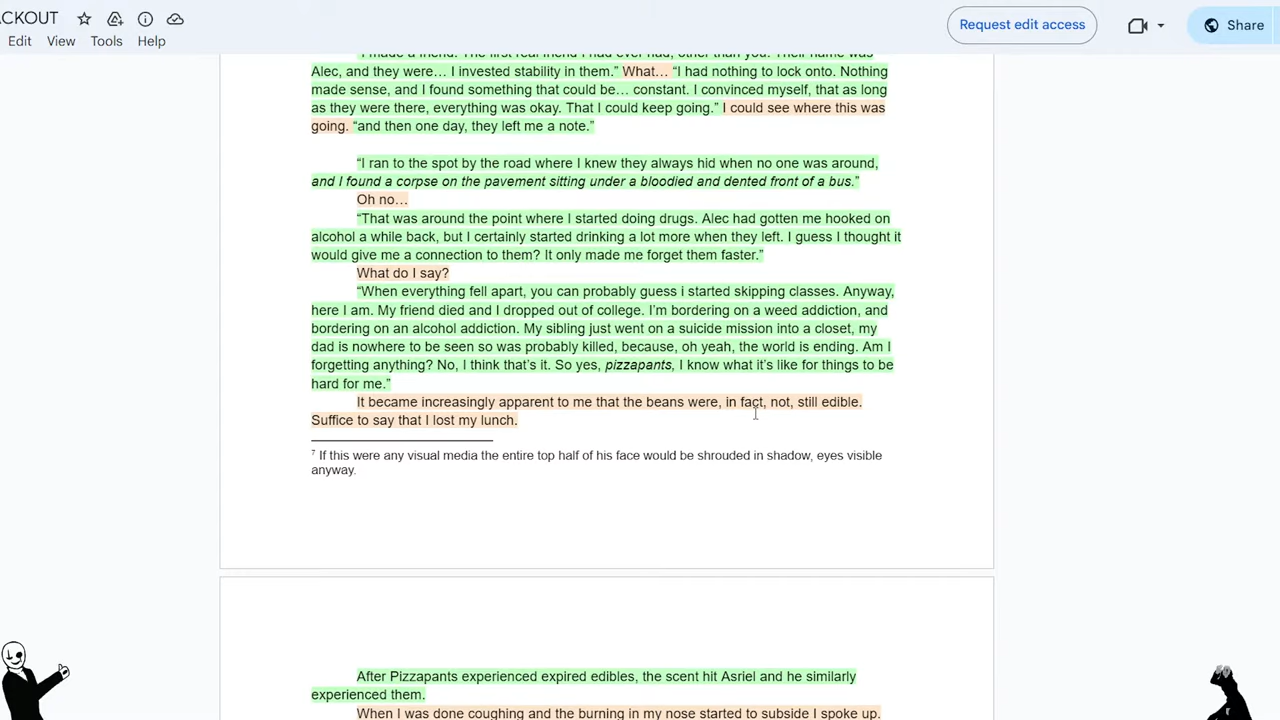 CKOUT
Edit View Tools Help
Request edit access
Share
"I made a friend. The first real friend I had ever had, other than you. Their name was
Alec, and they were… I invested stability in them." What… "I had nothing to lock onto. Nothing
made sense, and I found something that could be… constant. I convinced myself, that as long
as they were there, everything was okay. That I could keep going." I could see where this was
going. "and then one day, they left me a note."
"I ran to the spot by the road where I knew they always hid when no one was around,
and I found a corpse on the pavement sitting under a bloodied and dented front of a bus."
Oh no…
"That was around the point where I started doing drugs. Alec had gotten me hooked on
alcohol a while back, but I certainly started drinking a lot more when they left. I guess I thought it
would give me a connection to them? It only made me forget them faster."
What do I say?
"When everything fell apart, you can probably guess i started skipping classes. Anyway,
here I am. My friend died and I dropped out of college. I'm bordering on a weed addiction, and
bordering on an alcohol addiction. My sibling just went on a suicide mission into a closet, my
dad is nowhere to be seen so was probably killed, because, oh yeah, the world is ending. Am I
forgetting anything? No, I think that's it. So yes, pizzapants, I know what it's like for things to be
hard for me."
It became increasingly apparent to me that the beans were, in fact, not, still edible.
Suffice to say that I lost my lunch.
7 If this were any visual media the entire top half of his face would be shrouded in shadow, eyes visible
anyway.
After Pizzapants experienced expired edibles, the scent hit Asriel and he similarly
experienced them.
When I was done coughing and the burning in my nose started to subside I spoke up.